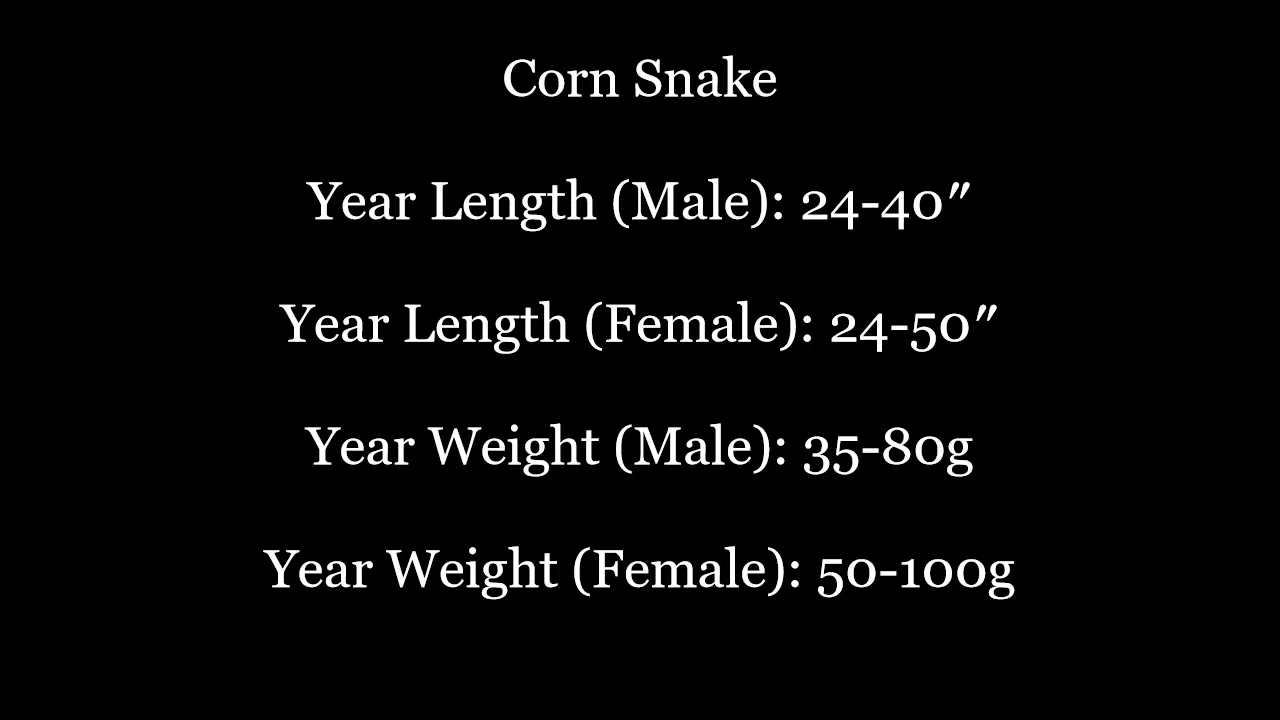 Corn Snake
Year Length (Male): 24-40″
Year Length (Female): 24-50″
Year Weight (Male): 35-80g
Year Weight (Female): 50-100g